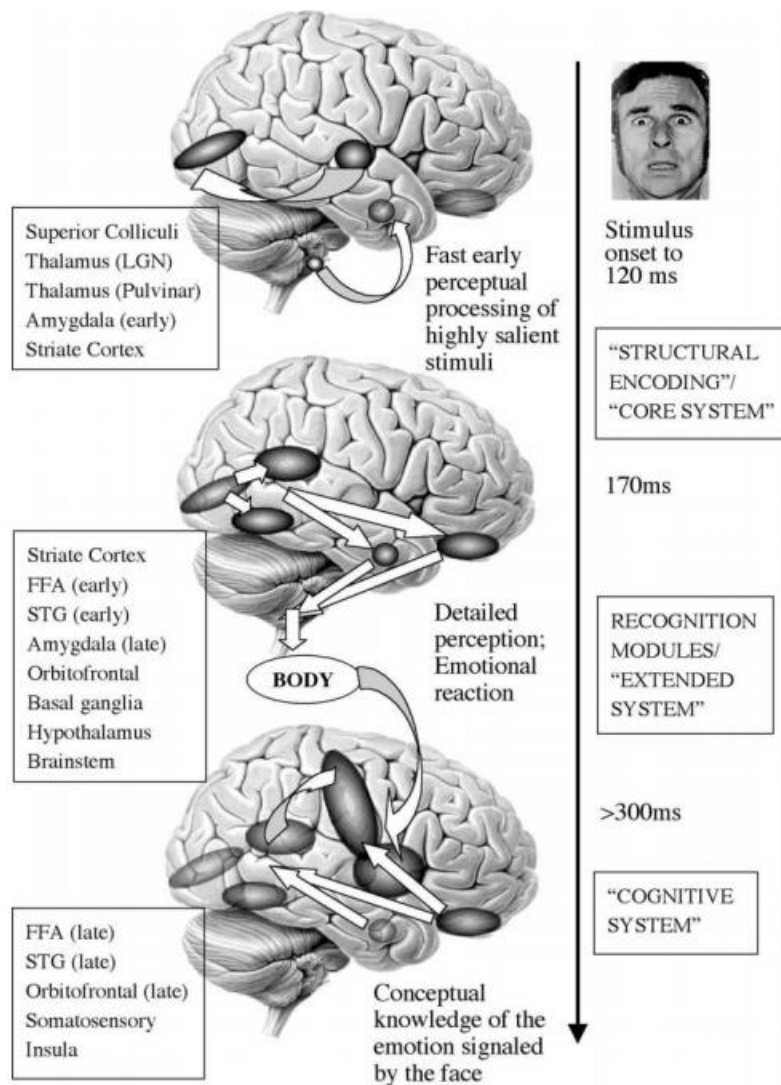 Superior Colliculi
Thalamus (LGN)
Thalamus (Pulvinar)
Amygdala (early)
Striate Cortex
Fast early
perceptual
processing of
highly salient
stimuli
Stimulus
onset to
120 ms
“STRUCTURAL
ENCODING”/
“CORE SYSTEM”
170ms
Striate Cortex
FFA (early)
STG (early)
Amygdala (late)
Orbitofrontal
Basal ganglia
Hypothalamus
Brainstem
BODY
Detailed
perception;
Emotional
reaction
RECOGNITION
MODULES/
“EXTENDED
SYSTEM”
>300ms
FFA (late)
STG (late)
Orbitofrontal (late)
Somatosensory
Insula
Conceptual
knowledge of the
emotion signaled
by the face
“COGNITIVE
SYSTEM”